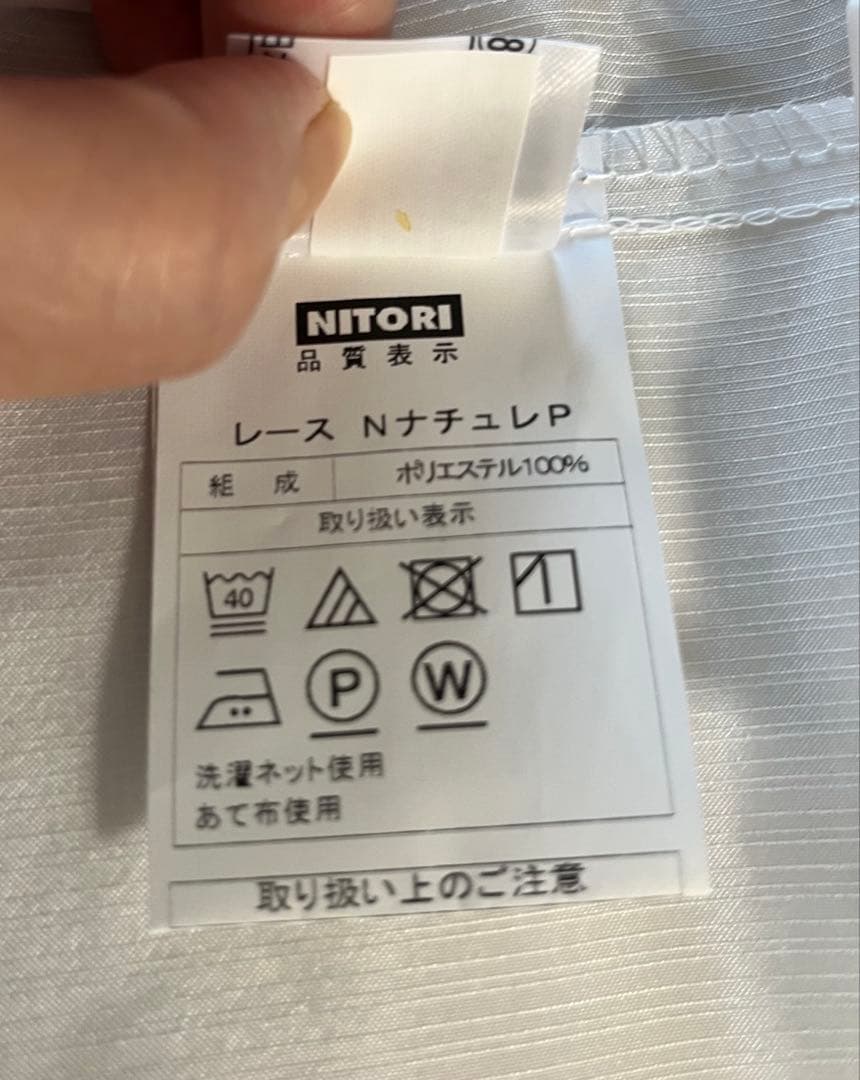 (8)
NITORI
品質表示
レース NナチュレP
組成 ポリエステル100%
取り扱い表示
40
P W
洗濯ネット使用
あて布使用
取り扱い上のご注意